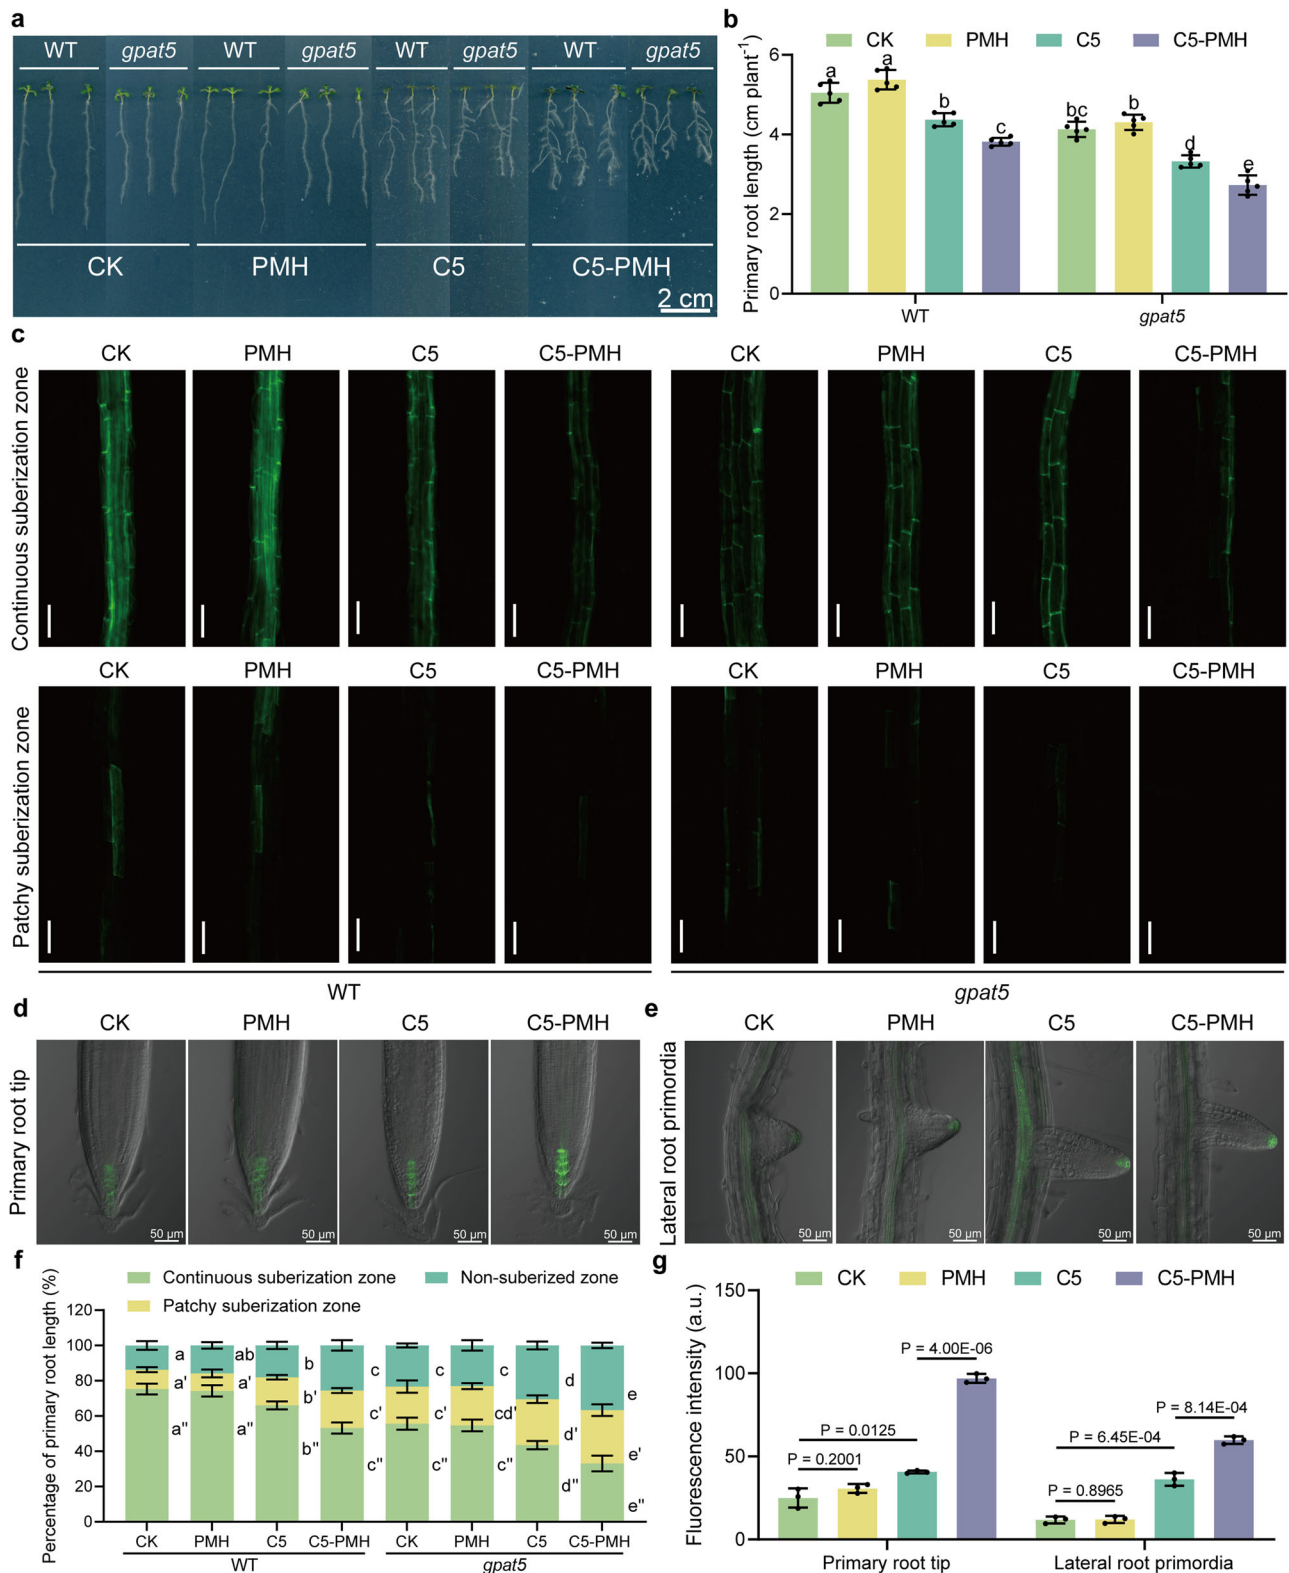 a
WT gpat5 WT gpat5 WT gpat5 WT gpat5
CK PMH C5 C5-PMH
2 cm
b
CK PMH C5 C5-PMH
Primary root length (cm plant⁻¹)
6
4
2
0
a a b c bc b d e
WT gpat5
c
CK PMH C5 C5-PMH CK PMH C5 C5-PMH
Continuous suberization zone
CK PMH C5 C5-PMH CK PMH C5 C5-PMH
Patchy suberization zone
WT gpat5
d
CK PMH C5 C5-PMH
Primary root tip
50 µm 50 µm 50 µm 50 µm
e
CK PMH C5 C5-PMH
Lateral root primordia
50 µm 50 µm 50 µm 50 µm
f
Continuous suberization zone Non-suberized zone
Patchy suberization zone
Percentage of primary root length (%)
120
100
80
60
40
20
0
a ab b c c c d e
a' a' b' c' c' cd' d' e'
a'' a'' b'' c'' c'' c'' d'' e''
CK PMH C5 C5-PMH CK PMH C5 C5-PMH
WT gpat5
g
CK PMH C5 C5-PMH
Fluorescence intensity (a.u.)
150
100
50
0
P = 4.00E-06
P = 0.0125
P = 0.2001
P = 8.14E-04
P = 6.45E-04
P = 0.8965
Primary root tip Lateral root primordia